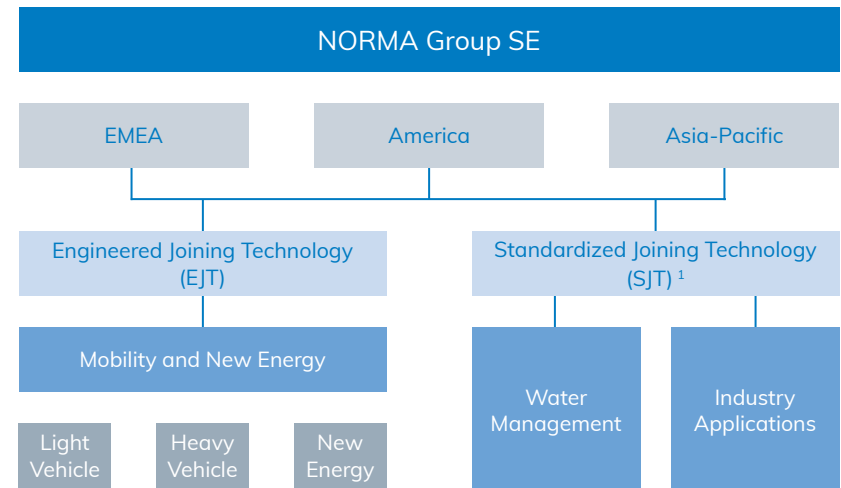 NORMA Group SE
EMEA
America
Asia-Pacific
Engineered Joining Technology
(EJT)
Standardized Joining Technology
(SJT) ¹
Mobility and New Energy
Water
Management
Industry
Applications
Light
Vehicle
Heavy
Vehicle
New
Energy